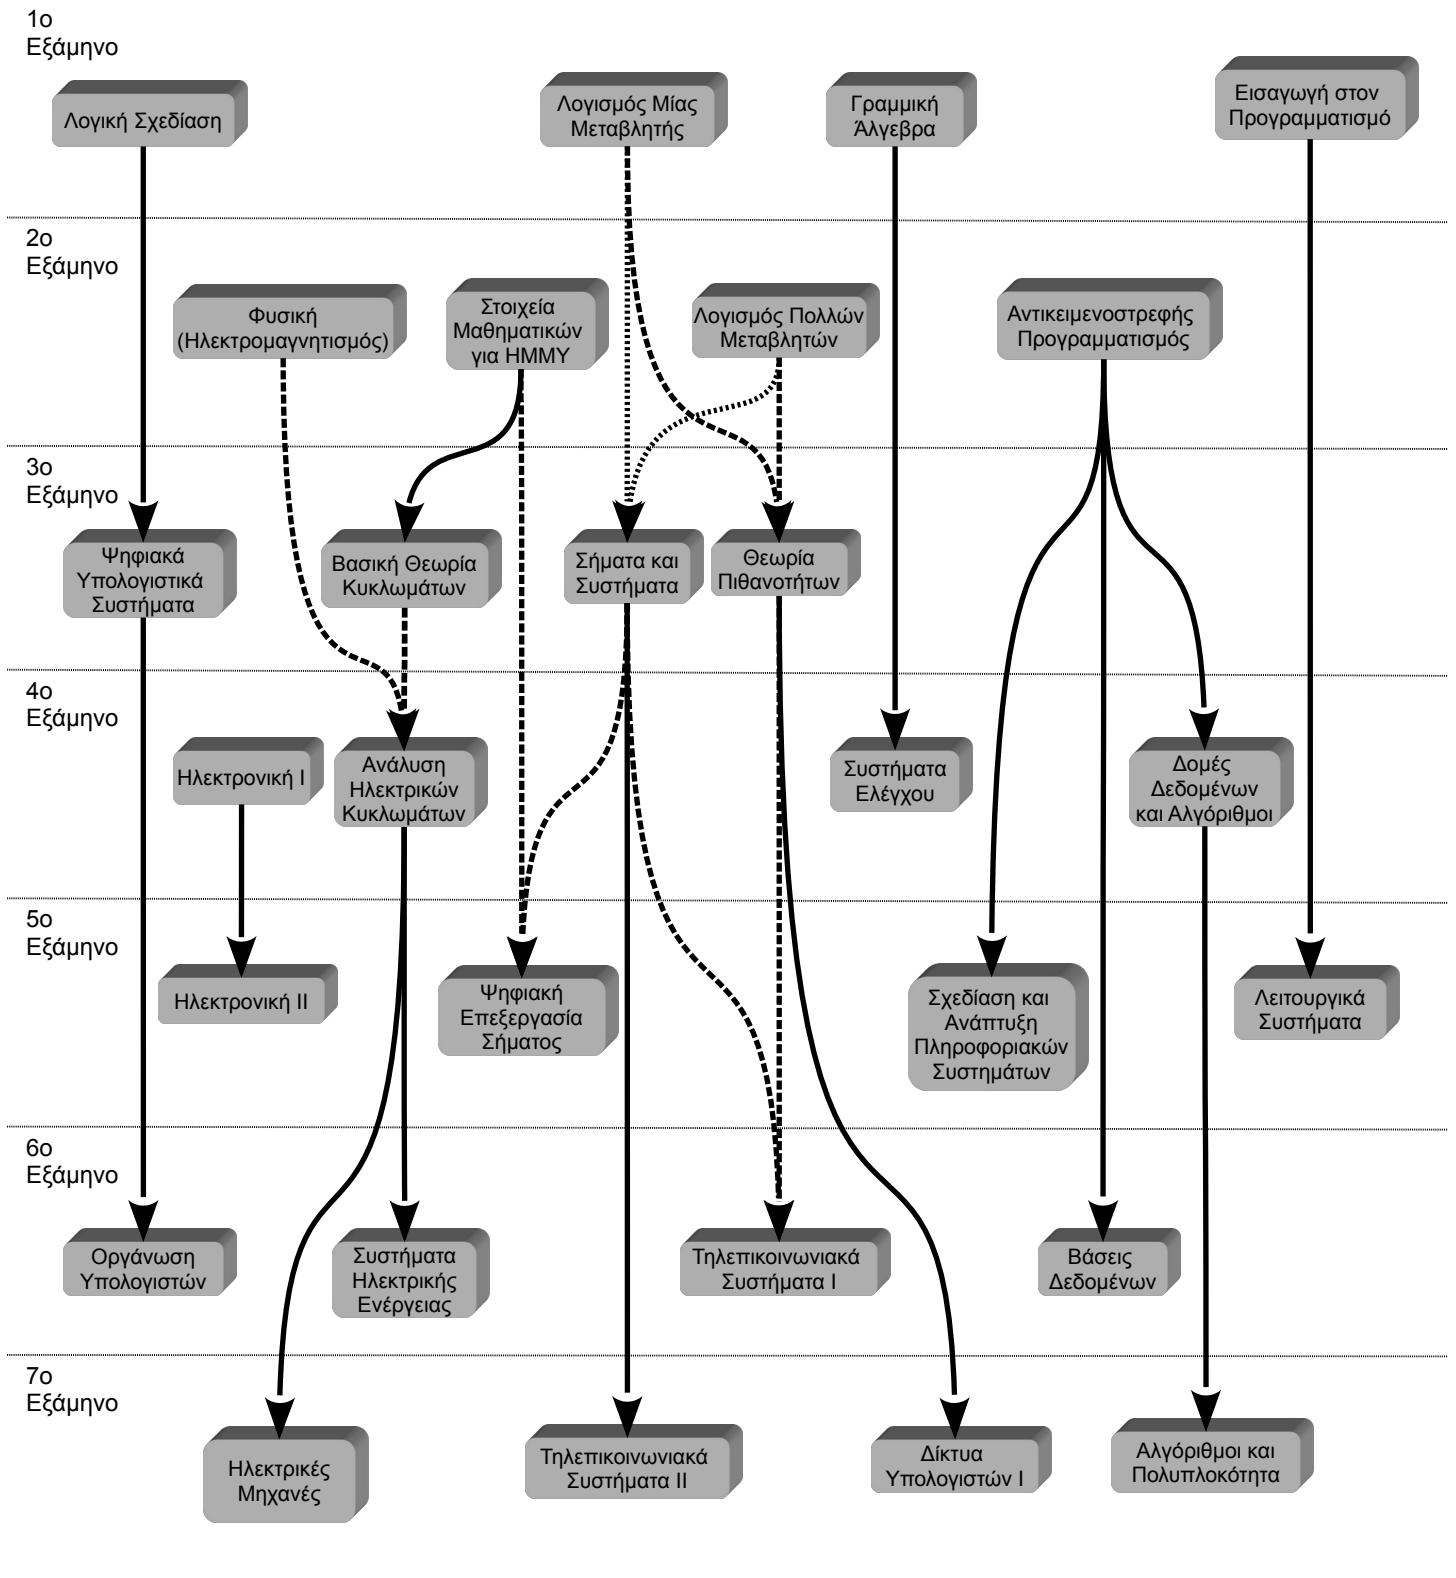 1ο
Εξάμηνο
Λογική Σχεδίαση
Λογισμός Μίας
Μεταβλητής
Γραμμική
Άλγεβρα
Εισαγωγή στον
Προγραμματισμό
2ο
Εξάμηνο
Φυσική
(Ηλεκτρομαγνητισμός)
Στοιχεία
Μαθηματικών
για ΗΜΜΥ
Λογισμός Πολλών
Μεταβλητών
Αντικειμενοστρεφής
Προγραμματισμός
3ο
Εξάμηνο
Ψηφιακά
Υπολογιστικά
Συστήματα
Βασική Θεωρία
Κυκλωμάτων
Σήματα και
Συστήματα
Θεωρία
Πιθανοτήτων
4ο
Εξάμηνο
Ηλεκτρονική Ι
Ανάλυση
Ηλεκτρικών
Κυκλωμάτων
Συστήματα
Ελέγχου
Δομές
Δεδομένων
και Αλγόριθμοι
5ο
Εξάμηνο
Ηλεκτρονική ΙΙ
Ψηφιακή
Επεξεργασία
Σήματος
Σχεδίαση και
Ανάπτυξη
Πληροφοριακών
Συστημάτων
Λειτουργικά
Συστήματα
6ο
Εξάμηνο
Οργάνωση
Υπολογιστών
Συστήματα
Ηλεκτρικής
Ενέργειας
Τηλεπικοινωνιακά
Συστήματα Ι
Βάσεις
Δεδομένων
7ο
Εξάμηνο
Ηλεκτρικές
Μηχανές
Τηλεπικοινωνιακά
Συστήματα ΙΙ
Δίκτυα
Υπολογιστών Ι
Αλγόριθμοι και
Πολυπλοκότητα